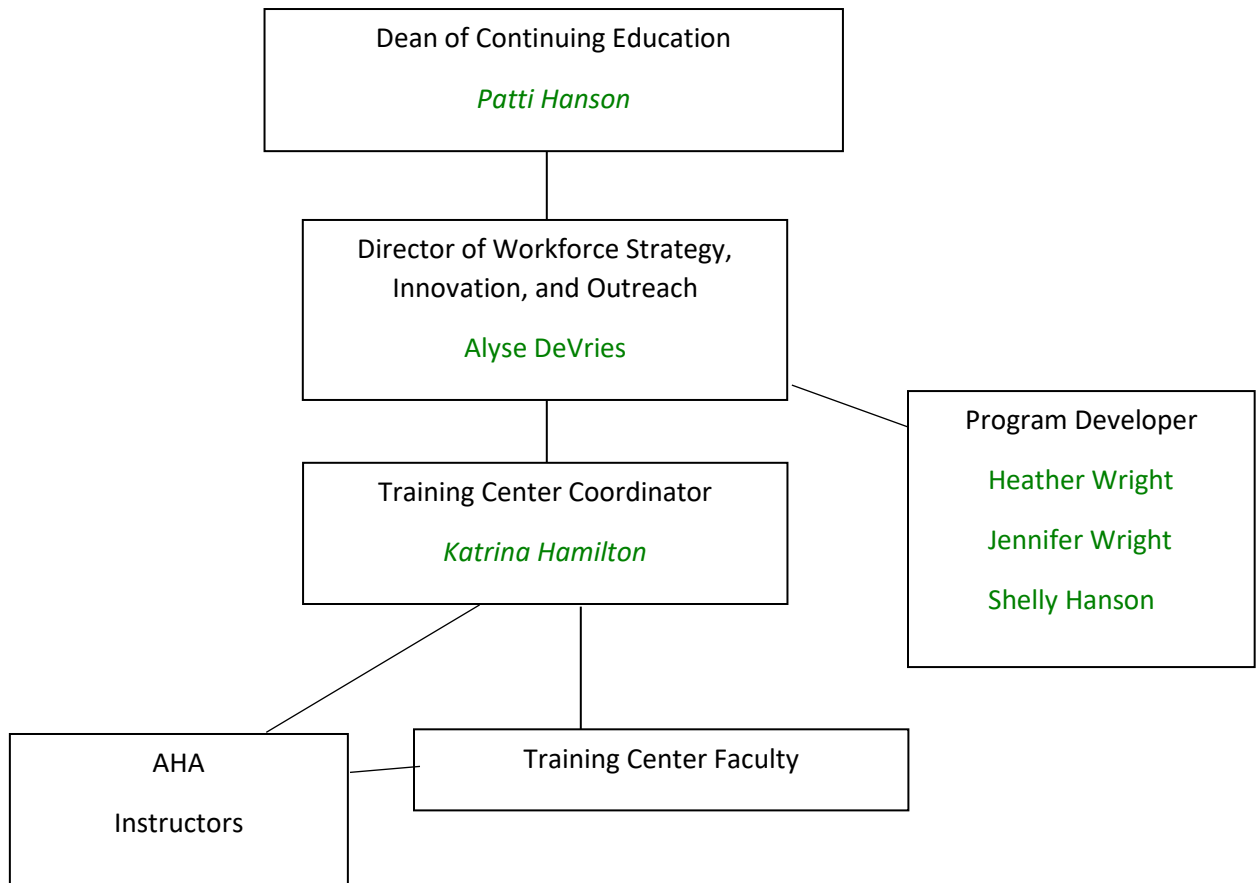 Dean of Continuing Education
Patti Hanson
Director of Workforce Strategy,
Innovation, and Outreach
Alyse DeVries
Program Developer
Heather Wright
Jennifer Wright
Shelly Hanson
Training Center Coordinator
Katrina Hamilton
AHA
Instructors
Training Center Faculty